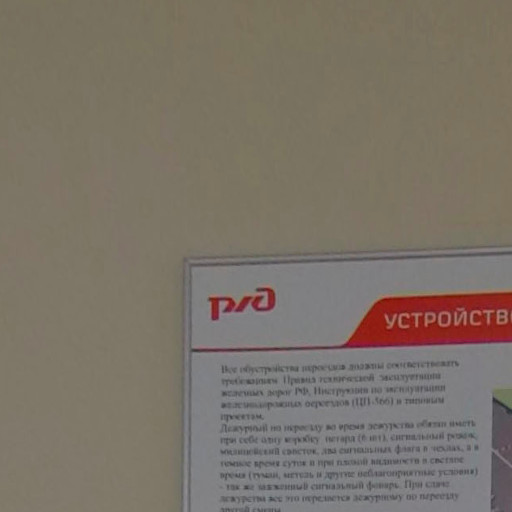 ржд
УСТРОЙСТВ
Все обустройства переездов должны соответствовать
требованиям Правил технической эксплуатации
железных дорог РФ, Инструкции по эксплуатации
железнодорожных переездов (ЦП-566) и типовым
проектам.
Дежурный по переезду во время дежурства обязан иметь
при себе одну коробку петард (6 шт), сигнальный рожок,
милицейский свисток, два сигнальных флага в чехлах, а в
темное время суток и при плохой видимости в светлое
время (туман, метель и другие неблагоприятные условия)
- так же зажженный сигнальный фонарь. При сдаче
дежурства все это передается дежурному по переезду
другой смены